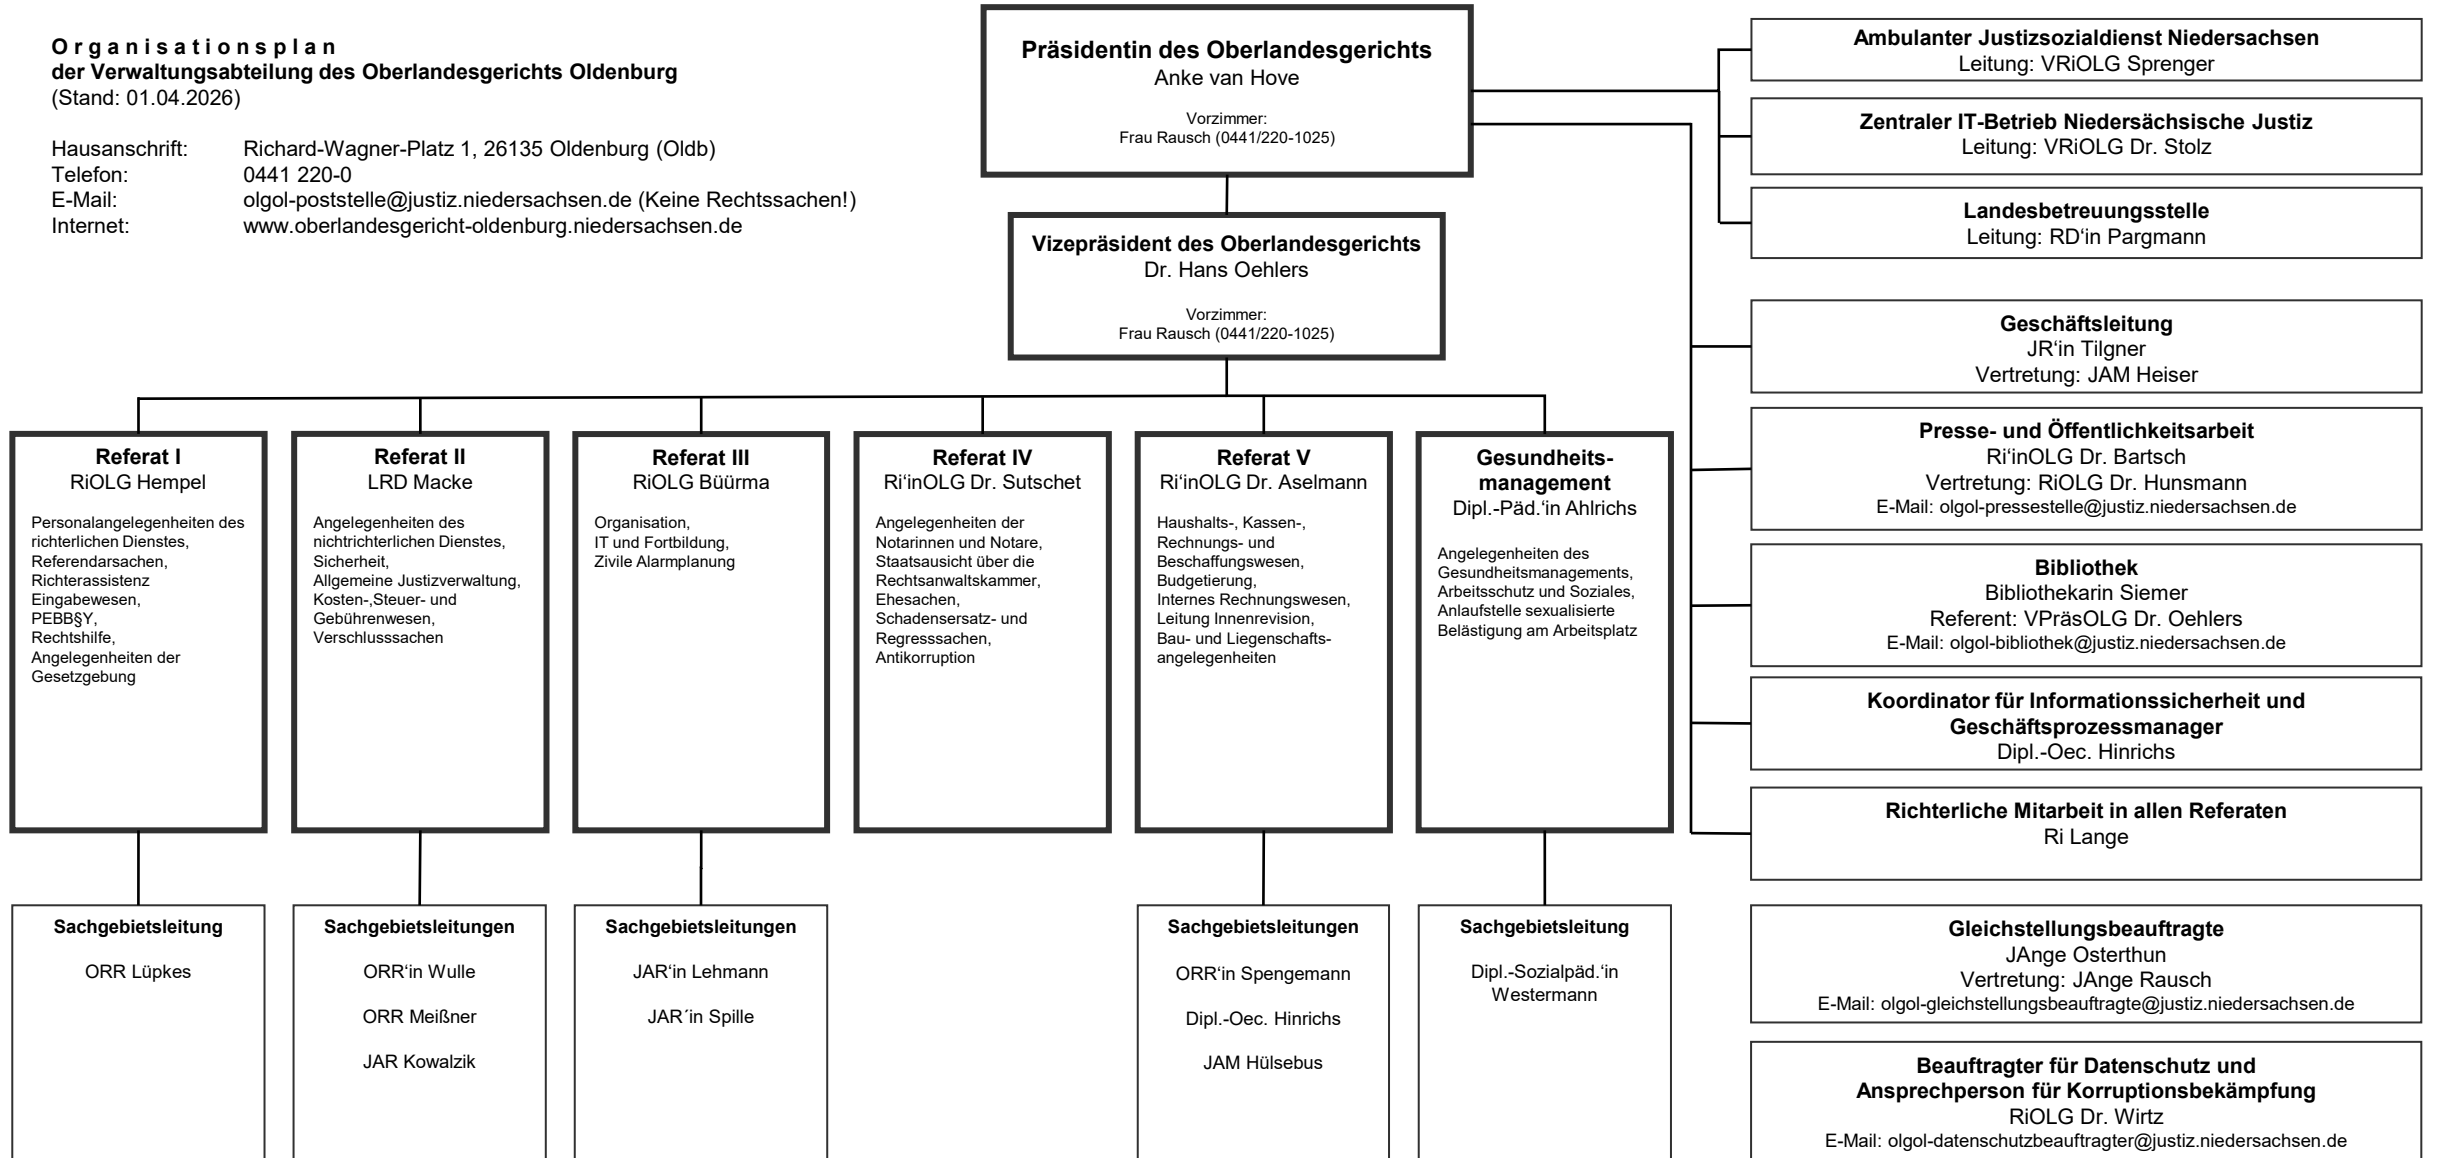 Organisationsplan
der Verwaltungsabteilung des Oberlandesgerichts Oldenburg
(Stand: 01.04.2026)
Hausanschrift: Richard-Wagner-Platz 1, 26135 Oldenburg (Oldb)
Telefon: 0441 220-0
E-Mail: olgol-poststelle@justiz.niedersachsen.de (Keine Rechtssachen!)
Internet: www.oberlandesgericht-oldenburg.niedersachsen.de
Präsidentin des Oberlandesgerichts
Anke van Hove
Vorzimmer:
Frau Rausch (0441/220-1025)
Vizepräsident des Oberlandesgerichts
Dr. Hans Oehlers
Vorzimmer:
Frau Rausch (0441/220-1025)
Ambulanter Justizsozialdienst Niedersachsen
Leitung: VRiOLG Sprenger
Zentraler IT-Betrieb Niedersächsische Justiz
Leitung: VRiOLG Dr. Stolz
Landesbetreuungsstelle
Leitung: RD‘in Pargmann
Geschäftsleitung
JR‘in Tilgner
Vertretung: JAM Heiser
Presse- und Öffentlichkeitsarbeit
Ri‘inOLG Dr. Bartsch
Vertretung: RiOLG Dr. Hunsmann
E-Mail: olgol-pressestelle@justiz.niedersachsen.de
Bibliothek
Bibliothekarin Siemer
Referent: VPräsOLG Dr. Oehlers
E-Mail: olgol-bibliothek@justiz.niedersachsen.de
Koordinator für Informationssicherheit und
Geschäftsprozessmanager
Dipl.-Oec. Hinrichs
Richterliche Mitarbeit in allen Referaten
Ri Lange
Gleichstellungsbeauftragte
JAnge Osterthun
Vertretung: JAnge Rausch
E-Mail: olgol-gleichstellungsbeauftragte@justiz.niedersachsen.de
Beauftragter für Datenschutz und
Ansprechperson für Korruptionsbekämpfung
RiOLG Dr. Wirtz
E-Mail: olgol-datenschutzbeauftragter@justiz.niedersachsen.de
Referat I
RiOLG Hempel
Personalangelegenheiten des
richterlichen Dienstes,
Referendarsachen,
Richterassistenz
Eingabewesen,
PEBB§Y,
Rechtshilfe,
Angelegenheiten der
Gesetzgebung
Referat II
LRD Macke
Angelegenheiten des
nichtrichterlichen Dienstes,
Sicherheit,
Allgemeine Justizverwaltung,
Kosten-,Steuer- und
Gebührenwesen,
Verschlusssachen
Referat III
RiOLG Büürma
Organisation,
IT und Fortbildung,
Zivile Alarmplanung
Referat IV
Ri‘inOLG Dr. Sutschet
Angelegenheiten der
Notarinnen und Notare,
Staatsausicht über die
Rechtsanwaltskammer,
Ehesachen,
Schadensersatz- und
Regresssachen,
Antikorruption
Referat V
Ri‘inOLG Dr. Aselmann
Haushalts-, Kassen-,
Rechnungs- und
Beschaffungswesen,
Budgetierung,
Internes Rechnungswesen,
Leitung Innenrevision,
Bau- und Liegenschafts-
angelegenheiten
Gesundheits-
management
Dipl.-Päd.‘in Ahlrichs
Angelegenheiten des
Gesundheitsmanagements,
Arbeitsschutz und Soziales,
Anlaufstelle sexualisierte
Belästigung am Arbeitsplatz
Sachgebietsleitung
ORR Lüpkes
Sachgebietsleitungen
ORR‘in Wulle
ORR Meißner
JAR Kowalzik
Sachgebietsleitungen
JAR‘in Lehmann
JAR´in Spille
Sachgebietsleitungen
ORR‘in Spengemann
Dipl.-Oec. Hinrichs
JAM Hülsebus
Sachgebietsleitung
Dipl.-Sozialpäd.‘in
Westermann